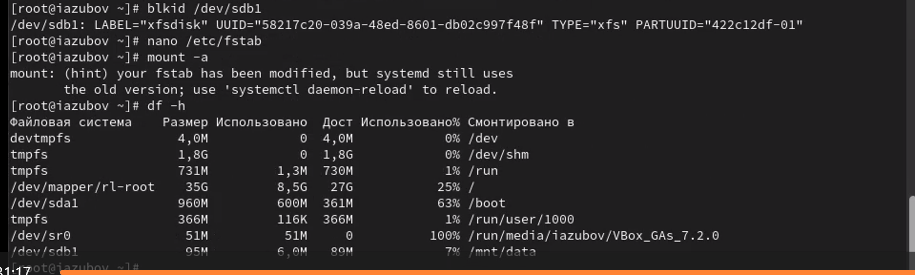 [root@iazubov ~]# blkid /dev/sdb1
/dev/sdb1: LABEL="xfsdisk" UUID="58217c20-039a-48ed-8601-db02c997f48f" TYPE="xfs" PARTUUID="422c12df-01"
[root@iazubov ~]# nano /etc/fstab
[root@iazubov ~]# mount -a
mount: (hint) your fstab has been modified, but systemd still uses
       the old version; use 'systemctl daemon-reload' to reload.
[root@iazubov ~]# df -h
Файловая система    Размер Использовано  Дост Использовано% Смонтировано в
devtmpfs              4,0M            0  4,0M            0% /dev
tmpfs                 1,8G            0  1,8G            0% /dev/shm
tmpfs                 731M         1,3M  730M            1% /run
/dev/mapper/rl-root    35G         8,5G   27G           25% /
/dev/sda1             960M         600M  361M           63% /boot
tmpfs                 366M         116K  366M            1% /run/user/1000
/dev/sr0               51M          51M     0          100% /run/media/iazubov/VBox_GAs_7.2.0
/dev/sdb1              95M         6,0M   89M            7% /mnt/data
[root@iazubov ~]#
31:17